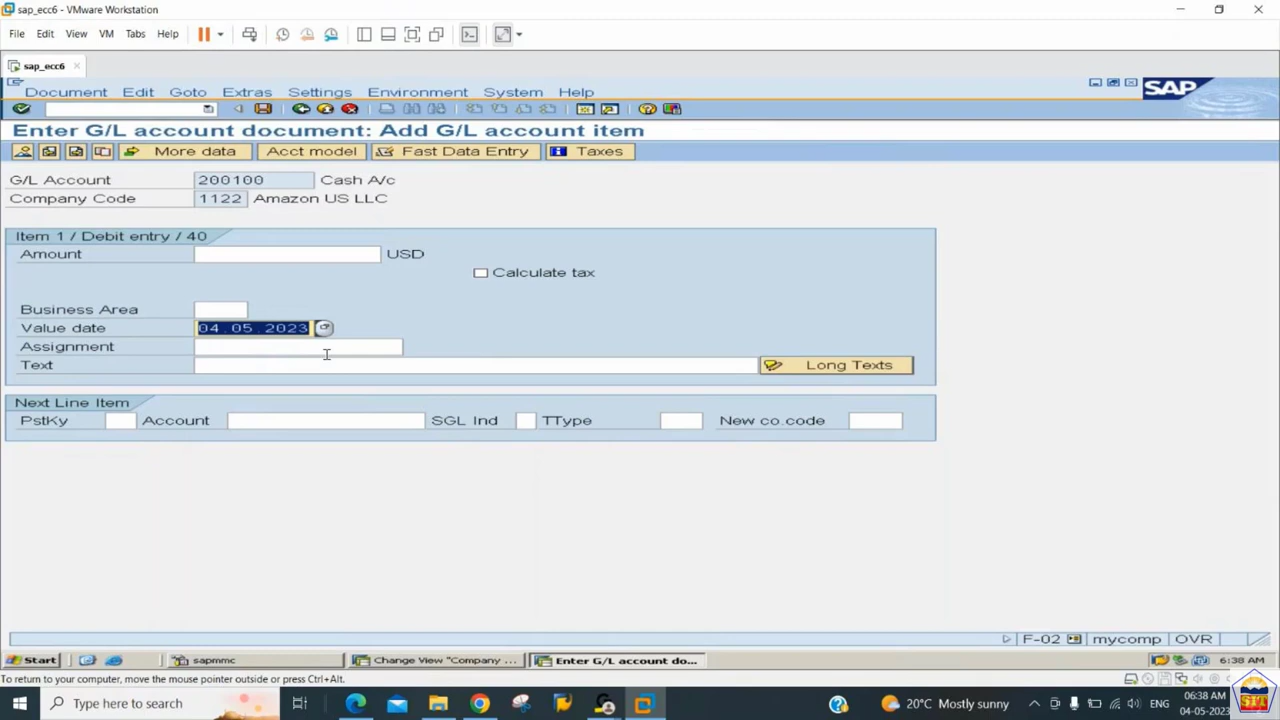 sap_ecc6 - VMware Workstation
File Edit View VM Tabs Help
sap_ecc6
Document Edit Goto Extras Settings Environment System Help
SAP
Enter G/L account document: Add G/L account item
More data Acct model Fast Data Entry Taxes
G/L Account 200100 Cash A/c
Company Code 1122 Amazon US LLC
Item 1 / Debit entry / 40
Amount USD
Calculate tax
Business Area
Value date 04.05.2023
Assignment
Text Long Texts
Next Line Item
PstKy Account SGL Ind TType New co.code
F-02 mycomp OVR
Start sapmmc Change View "Company ... Enter G/L account do... 6:38 AM
To return to your computer, move the mouse pointer outside or press Ctrl+Alt.
Type here to search 20°C Mostly sunny ENG 06:38 AM
04-05-2023